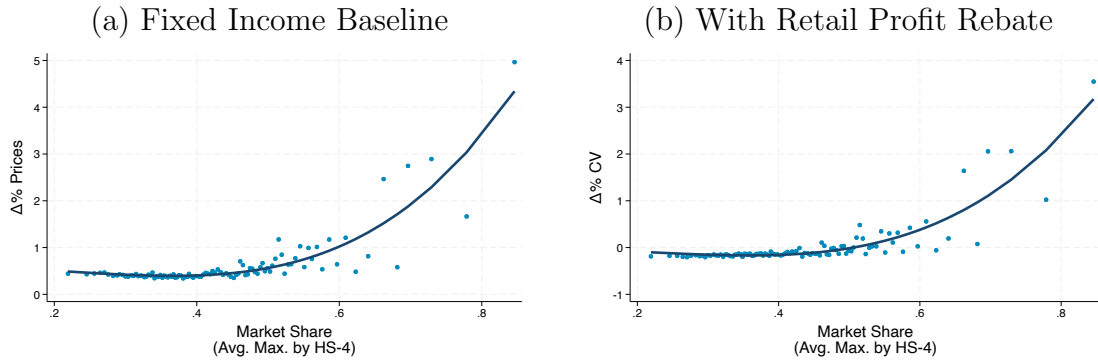 (a) Fixed Income Baseline
5
4
3
2
1
0
Δ% Prices
.2 .4 .6 .8
Market Share
(Avg. Max. by HS-4)
(b) With Retail Profit Rebate
4
3
2
1
0
-1
Δ% CV
.2 .4 .6 .8
Market Share
(Avg. Max. by HS-4)